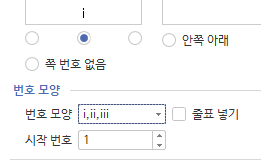 i
안쪽 아래
쪽 번호 없음
번호 모양
번호 모양 i,ii,iii 줄표 넣기
시작 번호 1